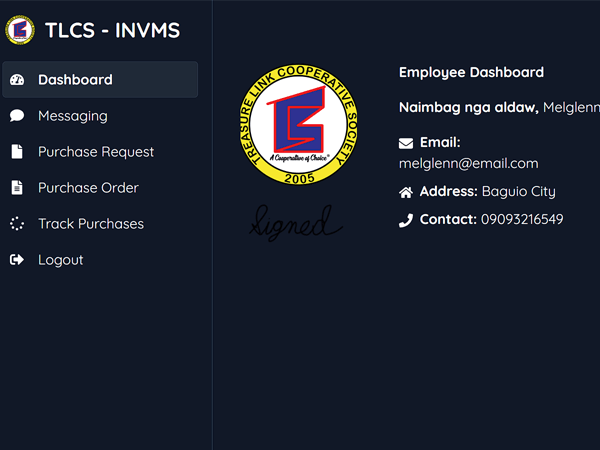 TLCS - INVMS
Dashboard
Messaging
Purchase Request
Purchase Order
Track Purchases
Logout
TREASURE LINK COOPERATIVE SOCIETY
A Cooperative of Choice"
2005
Signed
Employee Dashboard
Naimbag nga aldaw, Melglenn
Email:
melglenn@email.com
Address: Baguio City
Contact: 09093216549